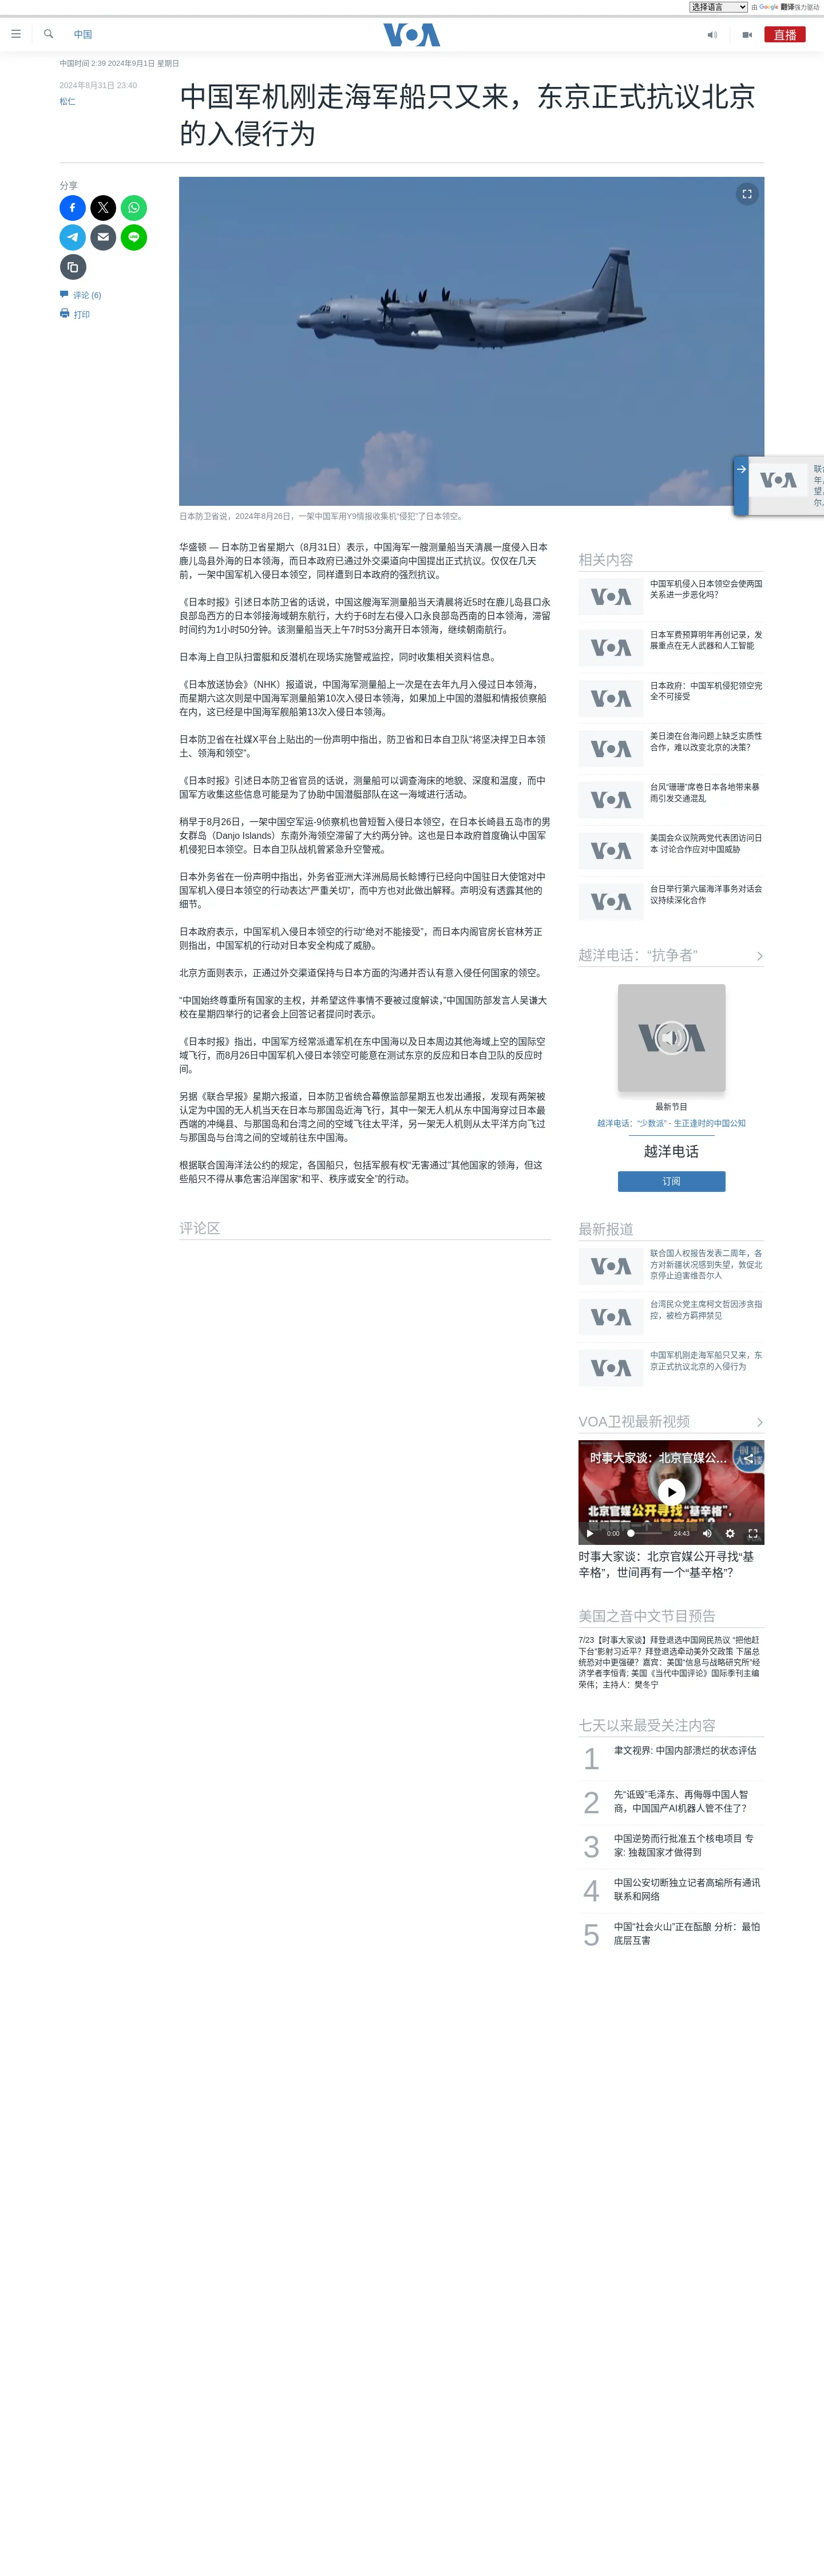 选择语言
由 Google 翻译强力驱动
中国
VOA
直播
中国时间 2:39 2024年9月1日 星期日
2024年8月31日 23:40
松仁
中国军机刚走海军船只又来，东京正式抗议北京
的入侵行为
分享
评论 (6)
打印
日本防卫省说，2024年8月26日，一架中国军用Y9情报收集机“侵犯”了日本领空。
VOA
华盛顿 — 日本防卫省星期六（8月31日）表示，中国海军一艘测量船当天清晨一度侵入日本
鹿儿岛县外海的日本领海，而日本政府已通过外交渠道向中国提出正式抗议。仅仅在几天
前，一架中国军机入侵日本领空，同样遭到日本政府的强烈抗议。
《日本时报》引述日本防卫省的话说，中国这艘海军测量船当天清晨将近5时在鹿儿岛县口永
良部岛西方的日本邻接海域朝东航行，大约于6时左右侵入口永良部岛西南的日本领海，滞留
时间约为1小时50分钟。该测量船当天上午7时53分离开日本领海，继续朝南航行。
日本海上自卫队扫雷艇和反潜机在现场实施警戒监控，同时收集相关资料信息。
《日本放送协会》（NHK）报道说，中国海军测量船上一次是在去年九月入侵过日本领海，
而星期六这次则是中国海军测量船第10次入侵日本领海，如果加上中国的潜艇和情报侦察船
在内，这已经是中国海军舰船第13次入侵日本领海。
日本防卫省在社媒X平台上贴出的一份声明中指出，防卫省和日本自卫队“将坚决捍卫日本领
土、领海和领空”。
《日本时报》引述日本防卫省官员的话说，测量船可以调查海床的地貌、深度和温度，而中
国军方收集这些信息可能是为了协助中国潜艇部队在这一海域进行活动。
稍早于8月26日，一架中国空军运-9侦察机也曾短暂入侵日本领空，在日本长崎县五岛市的男
女群岛（Danjo Islands）东南外海领空滞留了大约两分钟。这也是日本政府首度确认中国军
机侵犯日本领空。日本自卫队战机曾紧急升空警戒。
日本外务省在一份声明中指出，外务省亚洲大洋洲局局长鲶博行已经向中国驻日大使馆对中
国军机入侵日本领空的行动表达“严重关切”，而中方也对此做出解释。声明没有透露其他的
细节。
日本政府表示，中国军机入侵日本领空的行动“绝对不能接受”，而日本内阁官房长官林芳正
则指出，中国军机的行动对日本安全构成了威胁。
北京方面则表示，正通过外交渠道保持与日本方面的沟通并否认有意入侵任何国家的领空。
“中国始终尊重所有国家的主权，并希望这件事情不要被过度解读，”中国国防部发言人吴谦大
校在星期四举行的记者会上回答记者提问时表示。
《日本时报》指出，中国军方经常派遣军机在东中国海以及日本周边其他海域上空的国际空
域飞行，而8月26日中国军机入侵日本领空可能意在测试东京的反应和日本自卫队的反应时
间。
另据《联合早报》星期六报道，日本防卫省统合幕僚监部星期五也发出通报，发现有两架被
认定为中国的无人机当天在日本与那国岛近海飞行，其中一架无人机从东中国海穿过日本最
西端的冲绳县、与那国岛和台湾之间的空域飞往太平洋，另一架无人机则从太平洋方向飞过
与那国岛与台湾之间的空域前往东中国海。
根据联合国海洋法公约的规定，各国船只，包括军舰有权“无害通过”其他国家的领海，但这
些船只不得从事危害沿岸国家“和平、秩序或安全”的行动。
评论区
相关内容
VOA
中国军机侵入日本领空会使两国
关系进一步恶化吗？
VOA
日本军费预算明年再创记录，发
展重点在无人武器和人工智能
VOA
日本政府：中国军机侵犯领空完
全不可接受
VOA
美日澳在台海问题上缺乏实质性
合作，难以改变北京的决策？
VOA
台风“珊珊”席卷日本各地带来暴
雨引发交通混乱
VOA
美国会众议院两党代表团访问日
本 讨论合作应对中国威胁
VOA
台日举行第六届海洋事务对话会
议持续深化合作
越洋电话：“抗争者”
VOA
最新节目
越洋电话：“少数派” - 生正逢时的中国公知
越洋电话
订阅
最新报道
VOA
联合国人权报告发表二周年，各
方对新疆状况感到失望，敦促北
京停止迫害维吾尔人
VOA
台湾民众党主席柯文哲因涉贪指
控，被检方羁押禁见
VOA
中国军机刚走海军船只又来，东
京正式抗议北京的入侵行为
VOA卫视最新视频
时事大家谈：北京官媒公...
北京官媒公开寻找“基辛格”，
0:00
24:43
时事大家谈：北京官媒公开寻找“基
辛格”，世间再有一个“基辛格”？
美国之音中文节目预告
7/23【时事大家谈】拜登退选中国网民热议 “把他赶
下台”影射习近平？拜登退选牵动美外交政策 下届总
统恐对中更强硬？嘉宾：美国“信息与战略研究所”经
济学者李恒青; 美国《当代中国评论》国际季刊主编
荣伟；主持人：樊冬宁
七天以来最受关注内容
1 聿文视界: 中国内部溃烂的状态评估
2 先“诋毁”毛泽东、再侮辱中国人智
商，中国国产AI机器人管不住了？
3 中国逆势而行批准五个核电项目 专
家: 独裁国家才做得到
4 中国公安切断独立记者高瑜所有通讯
联系和网络
5 中国“社会火山”正在酝酿 分析：最怕
底层互害